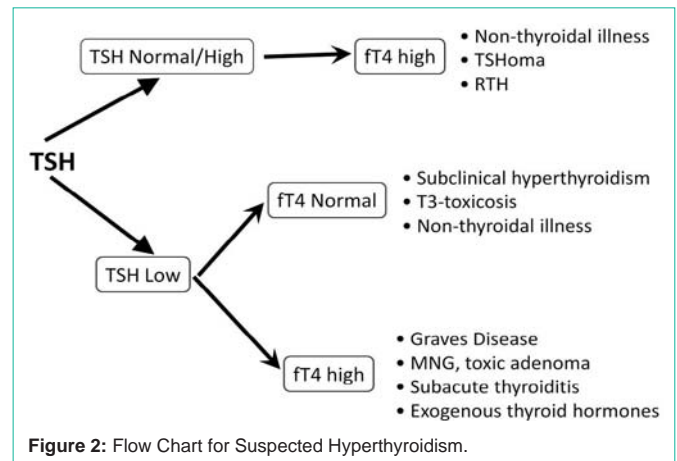 TSH
TSH Normal/High
fT4 high
• Non-thyroidal illness
• TSHoma
• RTH
TSH Low
fT4 Normal
• Subclinical hyperthyroidism
• T3-toxicosis
• Non-thyroidal illness
fT4 high
• Graves Disease
• MNG, toxic adenoma
• Subacute thyroiditis
• Exogenous thyroid hormones
Figure 2: Flow Chart for Suspected Hyperthyroidism.